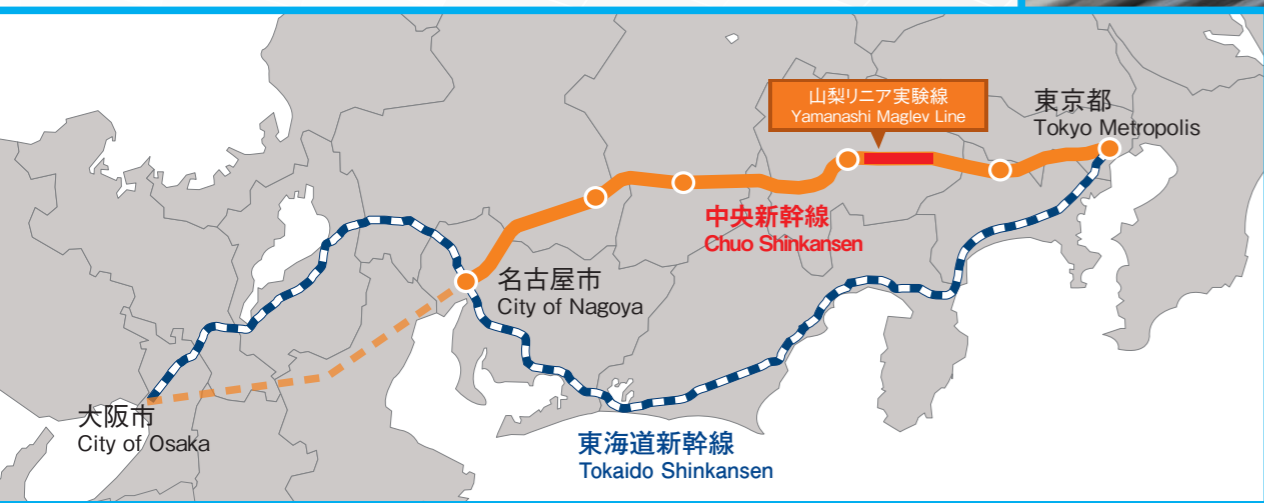 山梨リニア実験線
Yamanashi Maglev Line
東京都
Tokyo Metropolis
中央新幹線
Chuo Shinkansen
名古屋市
City of Nagoya
大阪市
City of Osaka
東海道新幹線
Tokaido Shinkansen